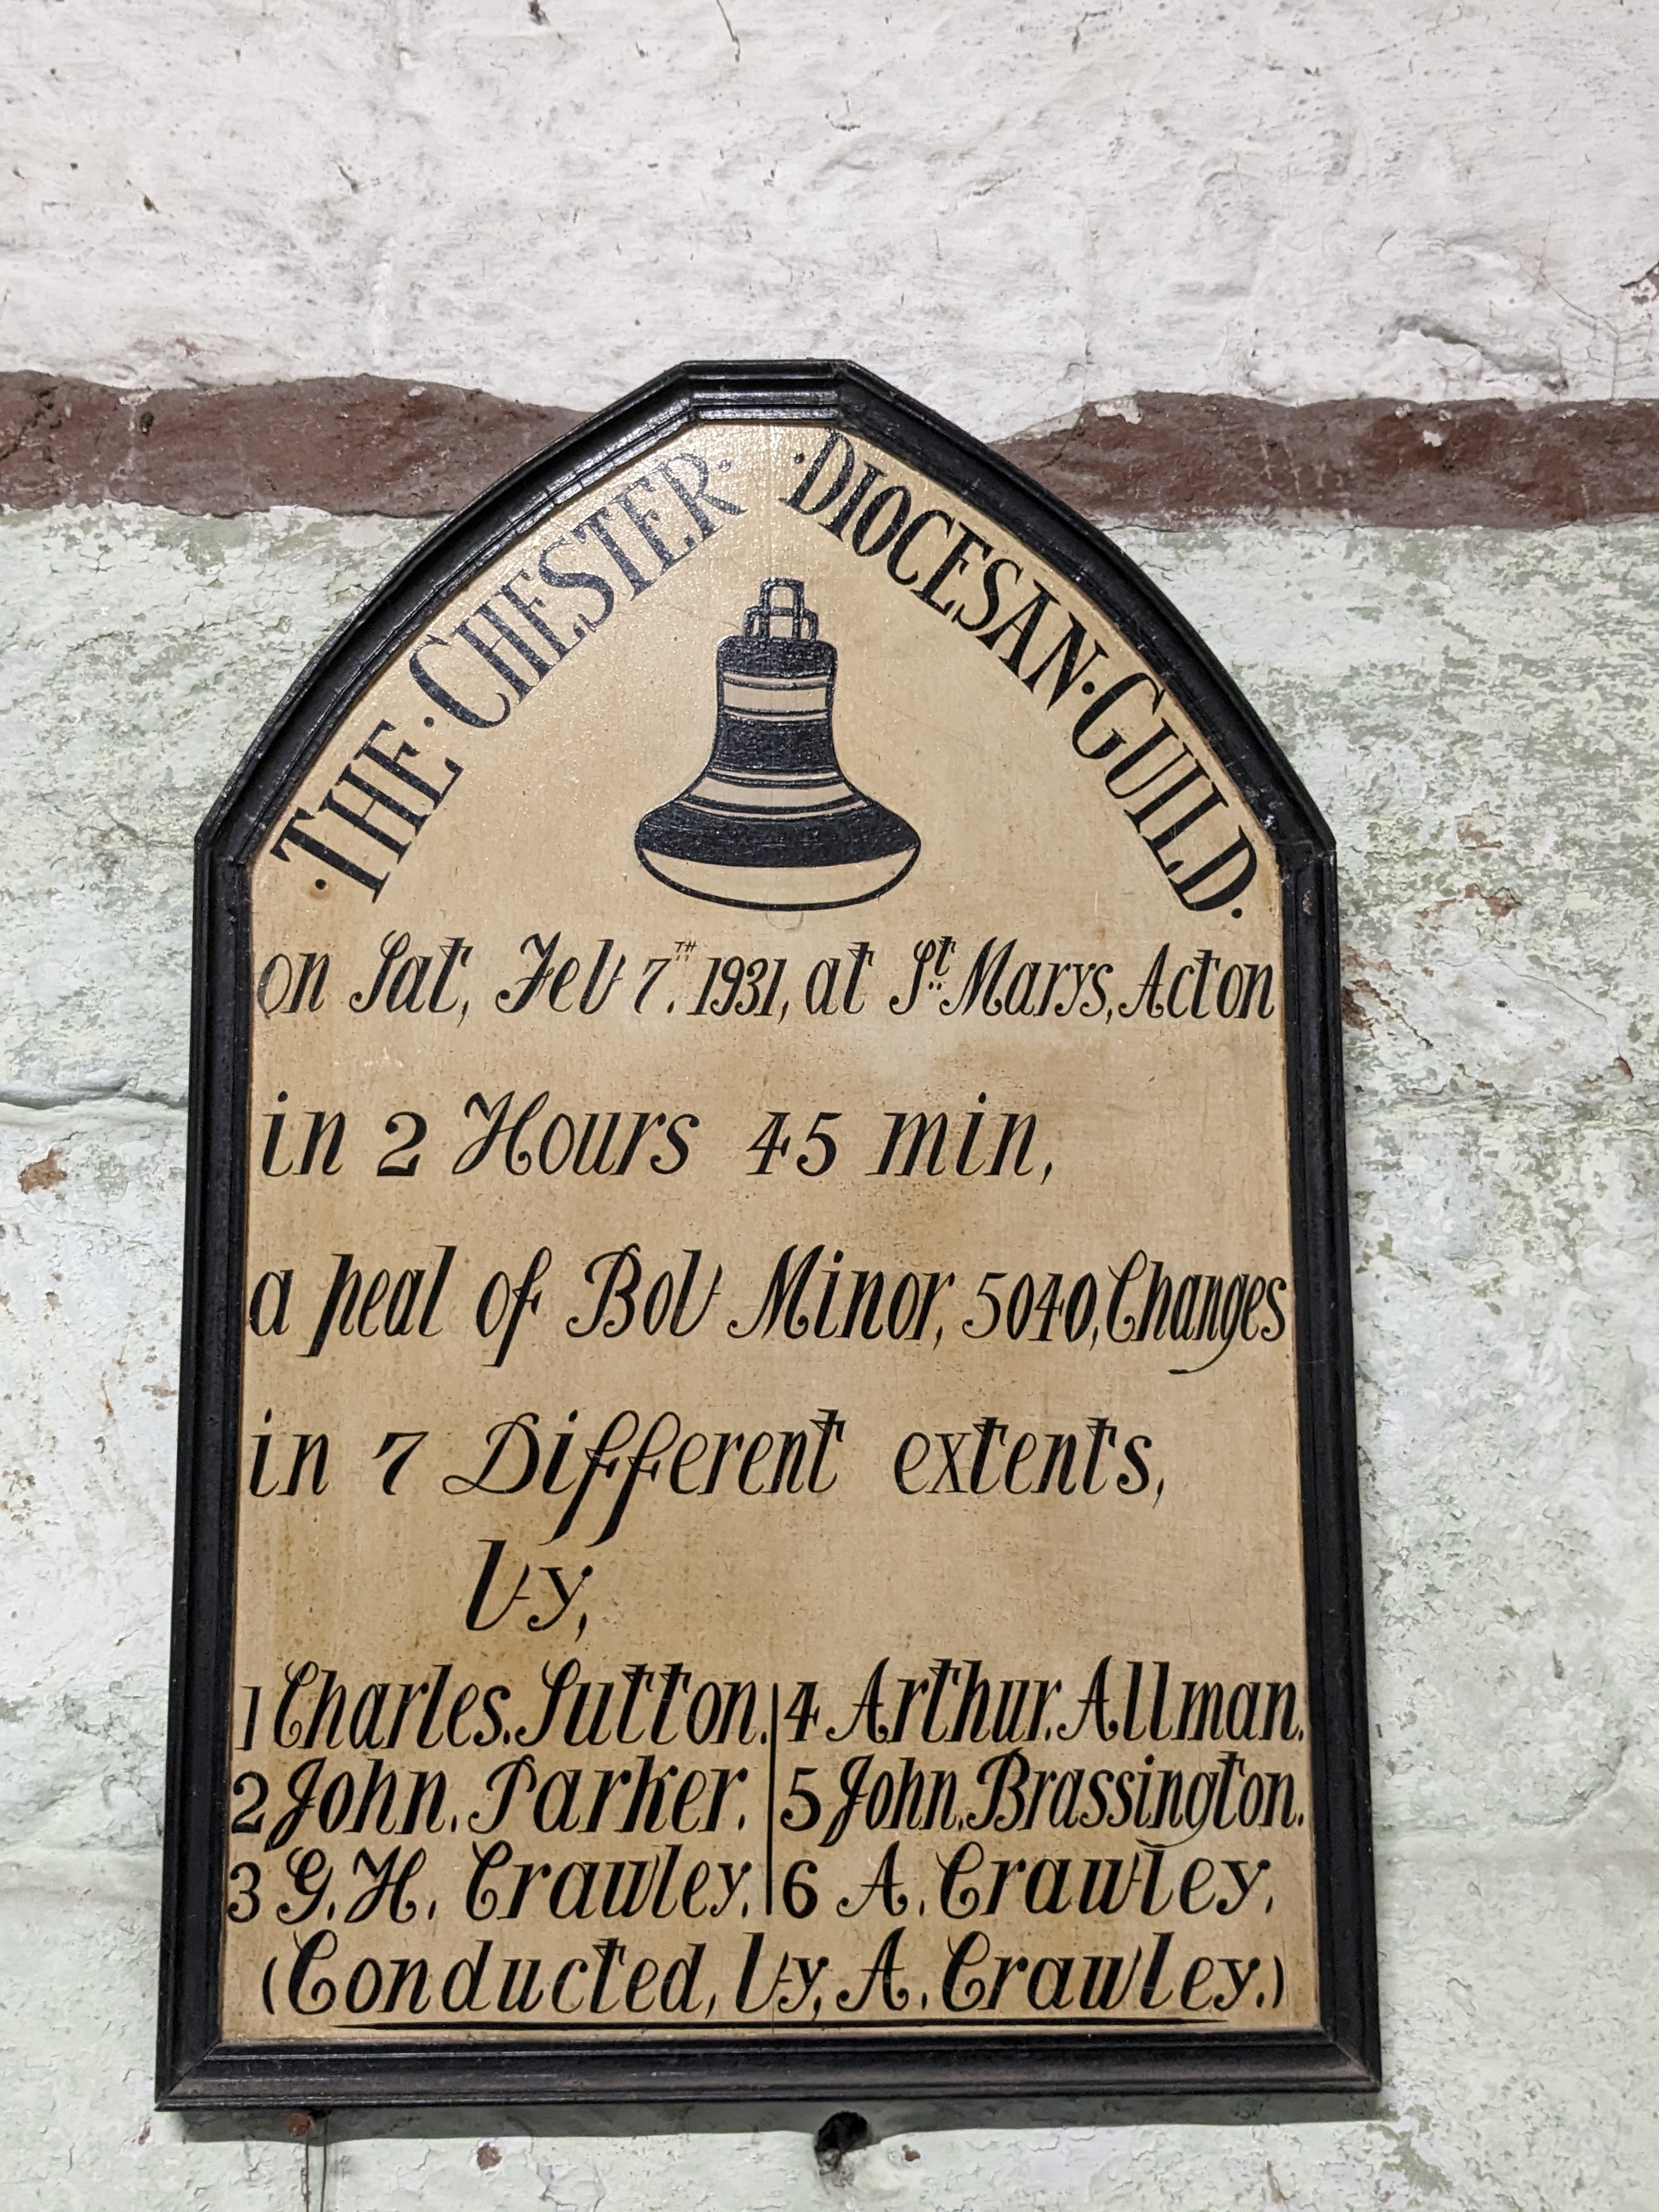 ·THE·CHESTER· ·DIOCESAN·GUILD·
on Sat, Feb 7.TH 1931, at St. Marys, Acton
in 2 Hours 45 min,
a peal of Bob Minor, 5040, Changes
in 7 Different extents,
by,
1 Charles. Sutton. 4 Arthur. Allman.
2 John. Parker. 5 John. Brassington.
3 G. H. Crawley. 6 A. Crawley.
(Conducted, by, A. Crawley.)